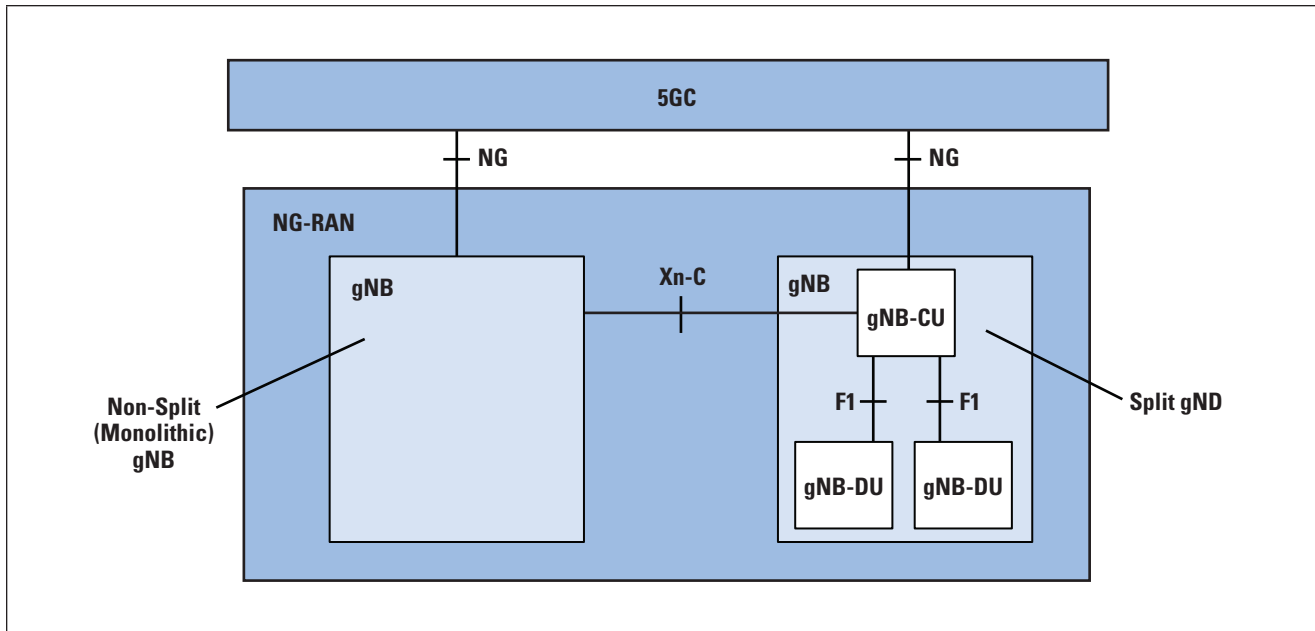 5GC
NG
NG
NG-RAN
gNB
Xn-C
gNB
gNB-CU
Non-Split
(Monolithic)
gNB
F1
F1
Split gND
gNB-DU
gNB-DU